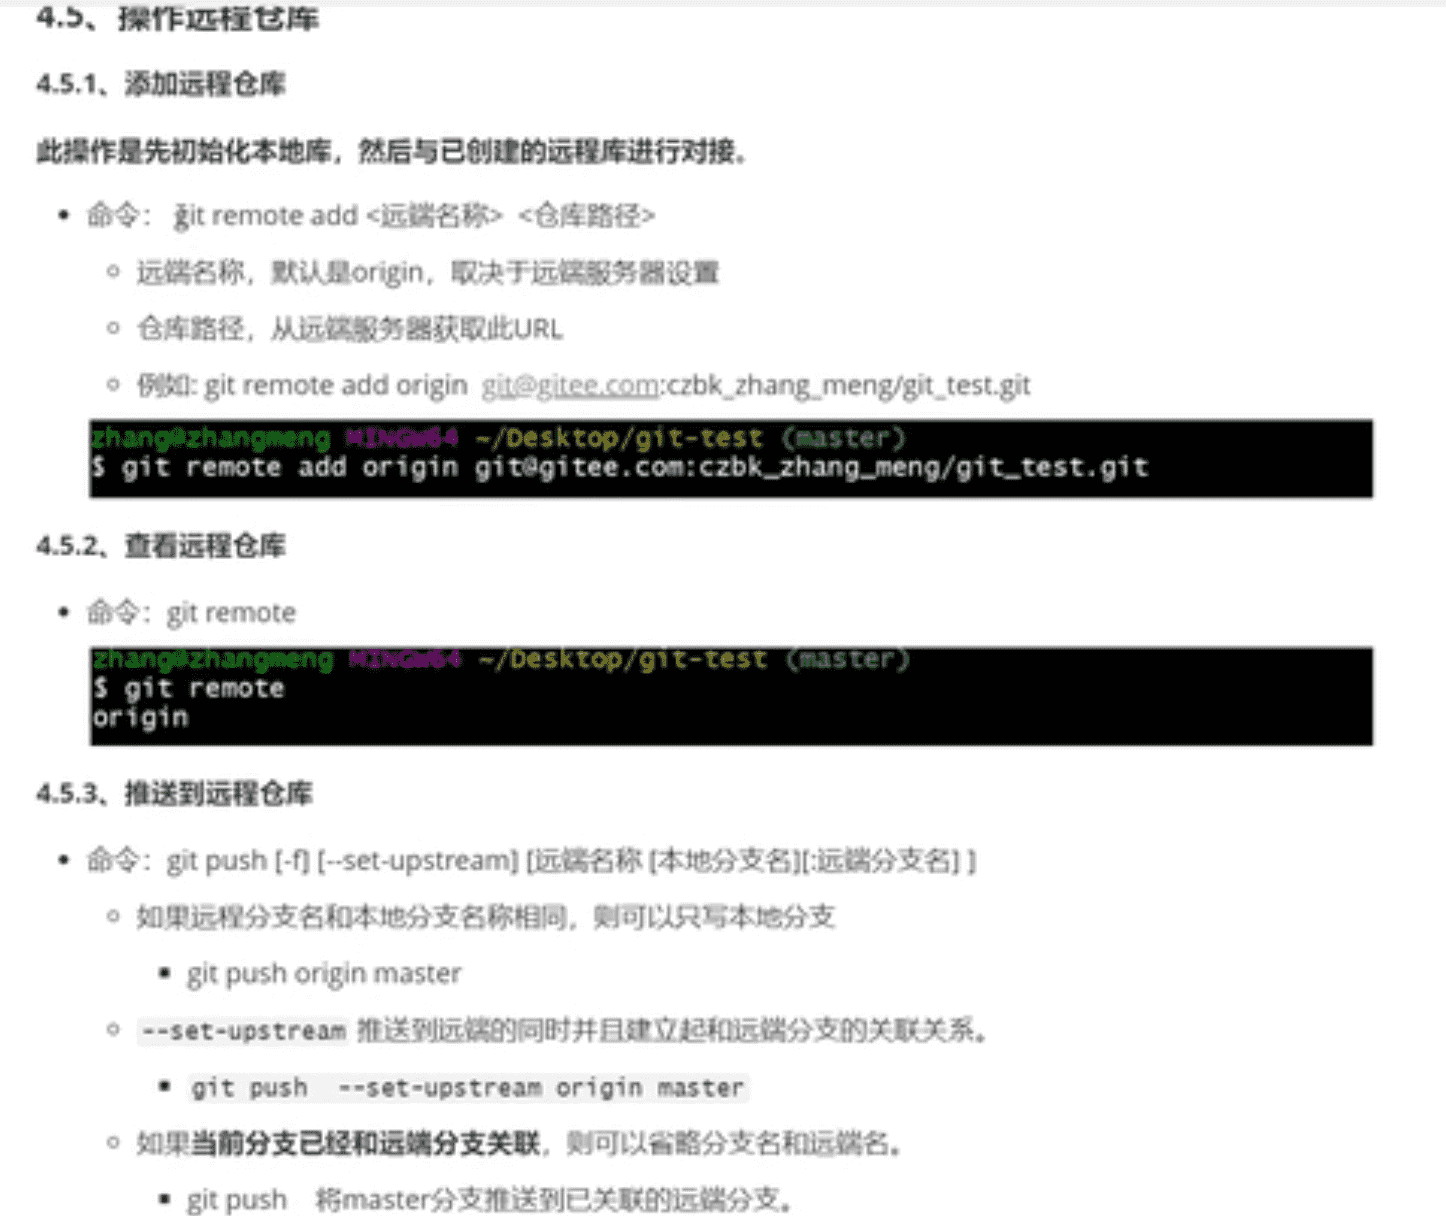 4.5、操作远程仓库
4.5.1、添加远程仓库
此操作是先初始化本地库，然后与已创建的远程库进行对接。
命令： git remote add <远端名称> <仓库路径>
远端名称，默认是origin，取决于远端服务器设置
仓库路径，从远端服务器获取此URL
例如: git remote add origin git@gitee.com:czbk_zhang_meng/git_test.git
zhang@zhangmeng MINGW64 ~/Desktop/git-test (master)
$ git remote add origin git@gitee.com:czbk_zhang_meng/git_test.git
4.5.2、查看远程仓库
命令：git remote
zhang@zhangmeng MINGW64 ~/Desktop/git-test (master)
$ git remote
origin
4.5.3、推送到远程仓库
命令：git push [-f] [--set-upstream] [远端名称 [本地分支名][:远端分支名] ]
如果远程分支名和本地分支名称相同，则可以只写本地分支
git push origin master
--set-upstream 推送到远端的同时并且建立起和远端分支的关联关系。
git push --set-upstream origin master
如果当前分支已经和远端分支关联，则可以省略分支名和远端名。
git push 将master分支推送到已关联的远端分支。